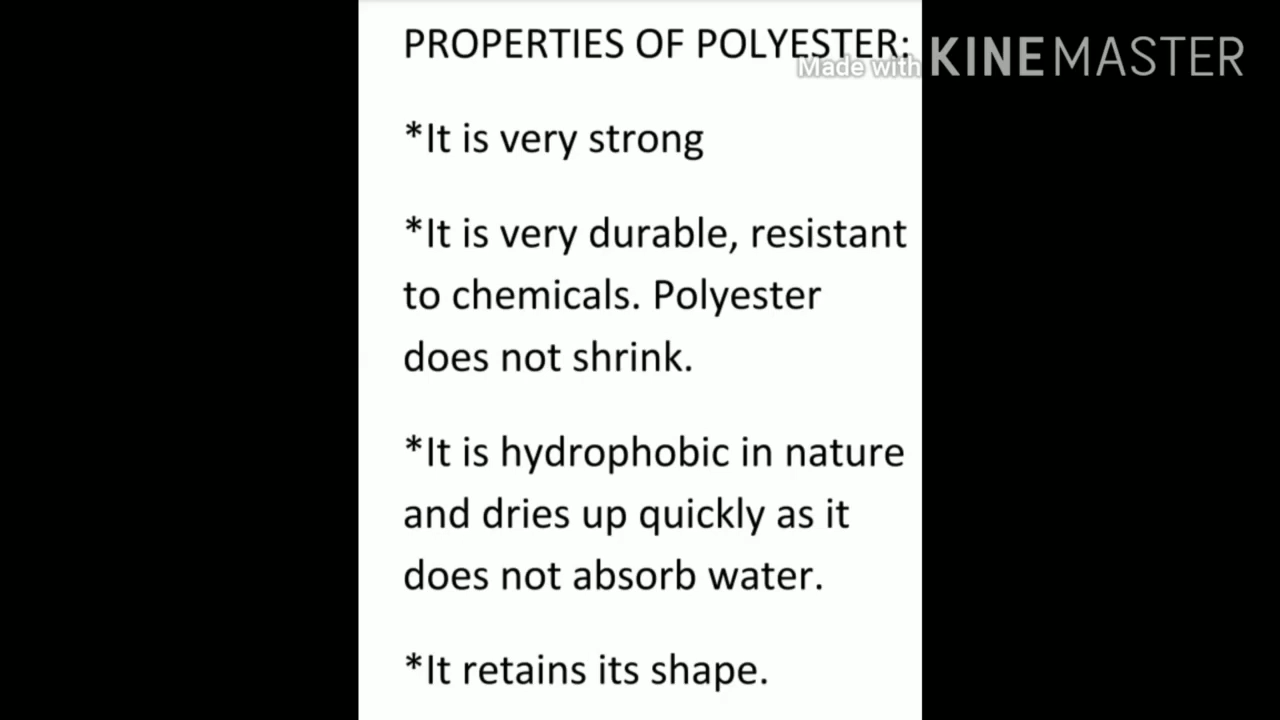 PROPERTIES OF POLYESTER:
Made with KINEMASTER
*It is very strong
*It is very durable, resistant
to chemicals. Polyester
does not shrink.
*It is hydrophobic in nature
and dries up quickly as it
does not absorb water.
*It retains its shape.